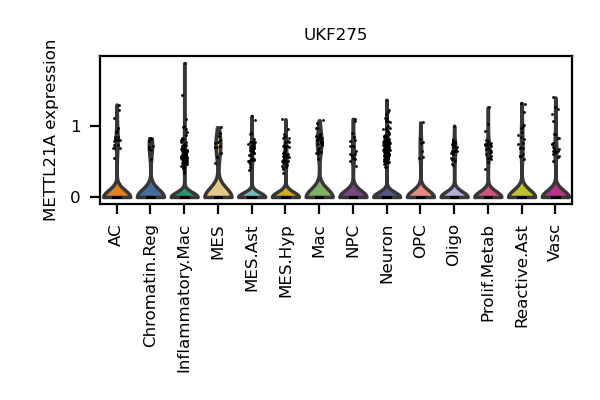 UKF275
METTL21A expression
1
0
AC
Chromatin.Reg
Inflammatory.Mac
MES
MES.Ast
MES.Hyp
Mac
NPC
Neuron
OPC
Oligo
Prolif.Metab
Reactive.Ast
Vasc